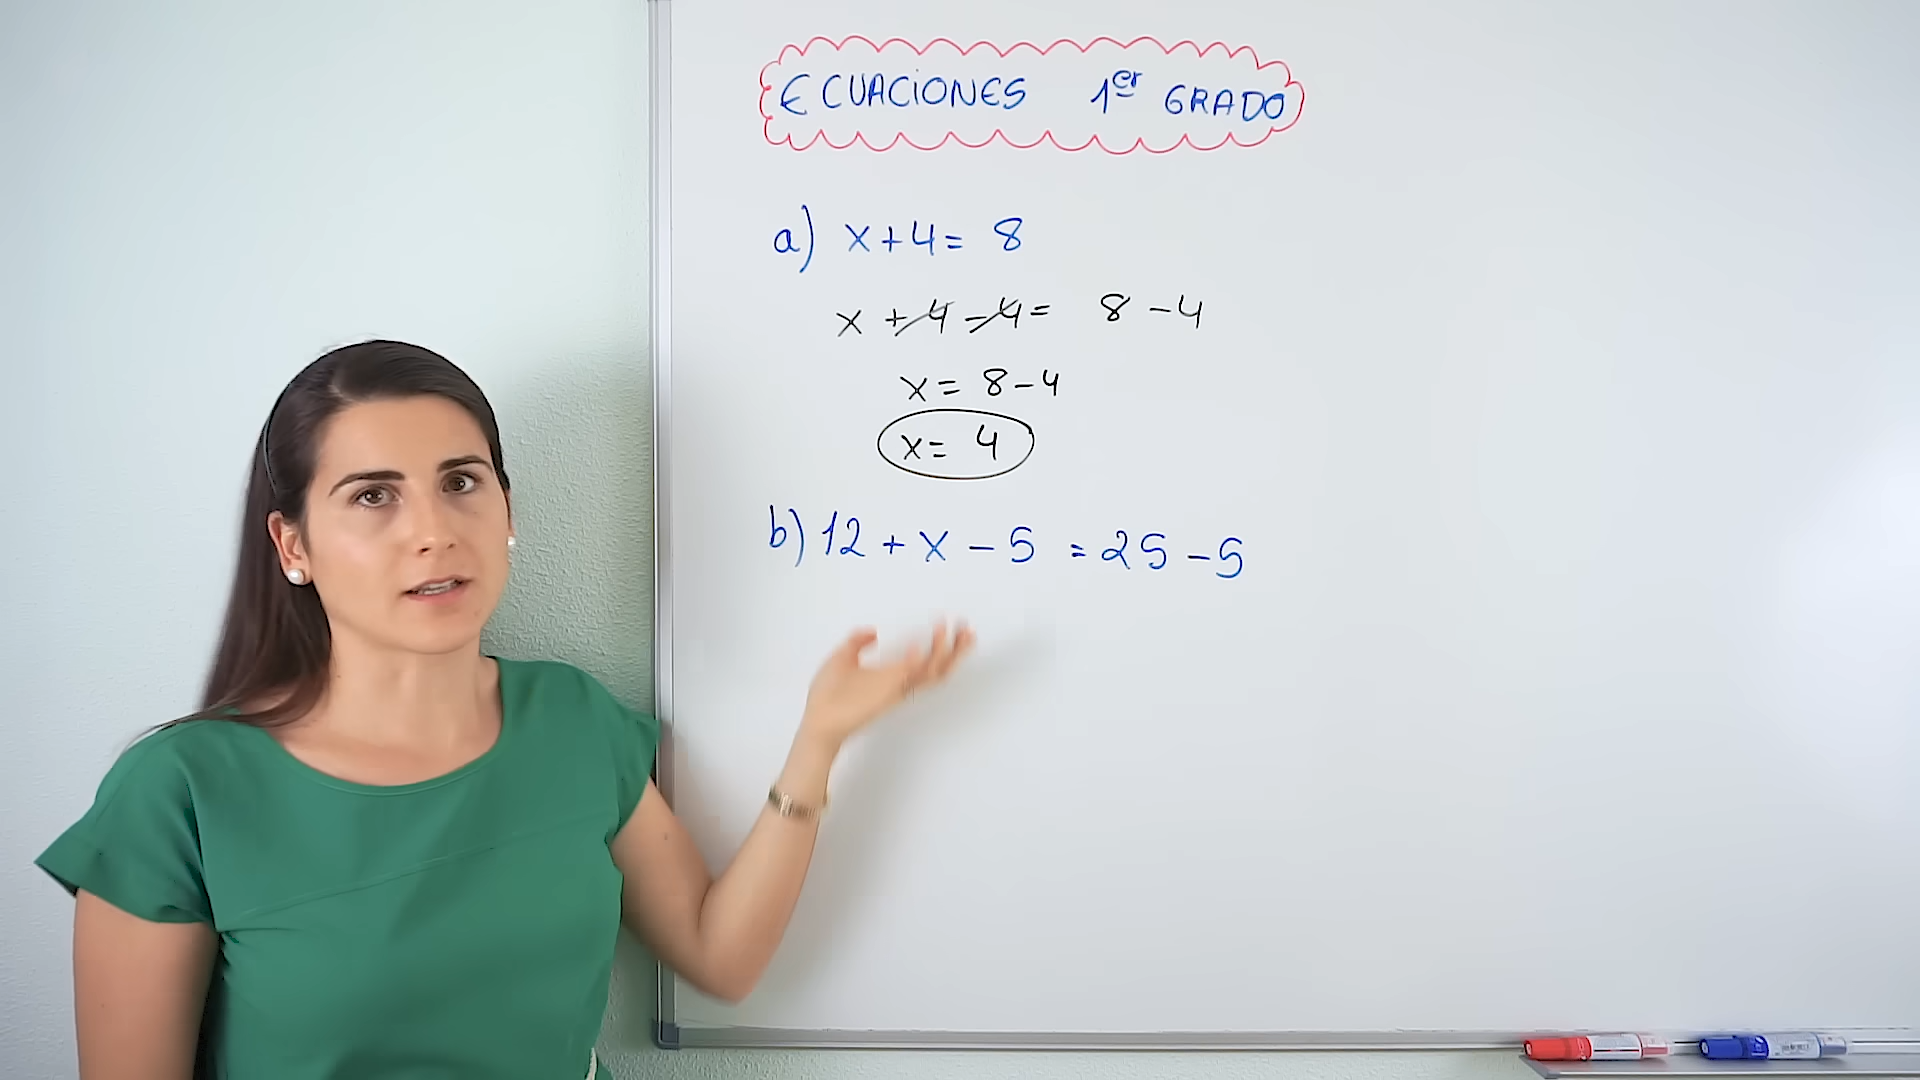 ECUACIONES 1er GRADO
a) x+4= 8
x +4-4= 8-4
x= 8-4
x= 4
b) 12 + x - 5 = 25 - 5